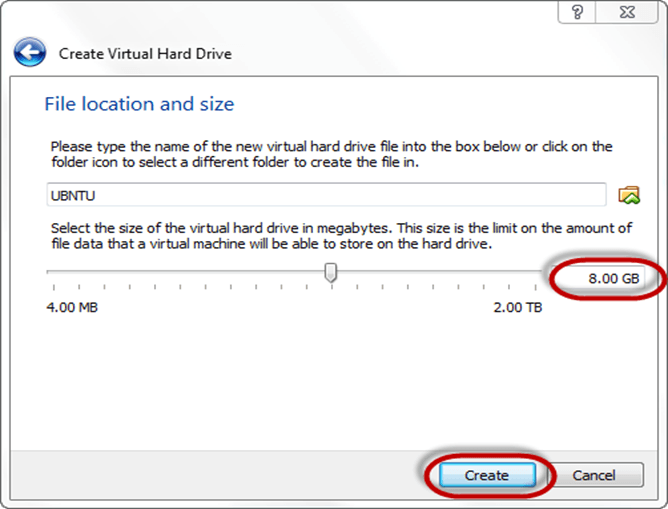 ?
Create Virtual Hard Drive
File location and size
Please type the name of the new virtual hard drive file into the box below or click on the
folder icon to select a different folder to create the file in.
UBNTU
Select the size of the virtual hard drive in megabytes. This size is the limit on the amount of
file data that a virtual machine will be able to store on the hard drive.
8.00 GB
4.00 MB 2.00 TB
Create Cancel